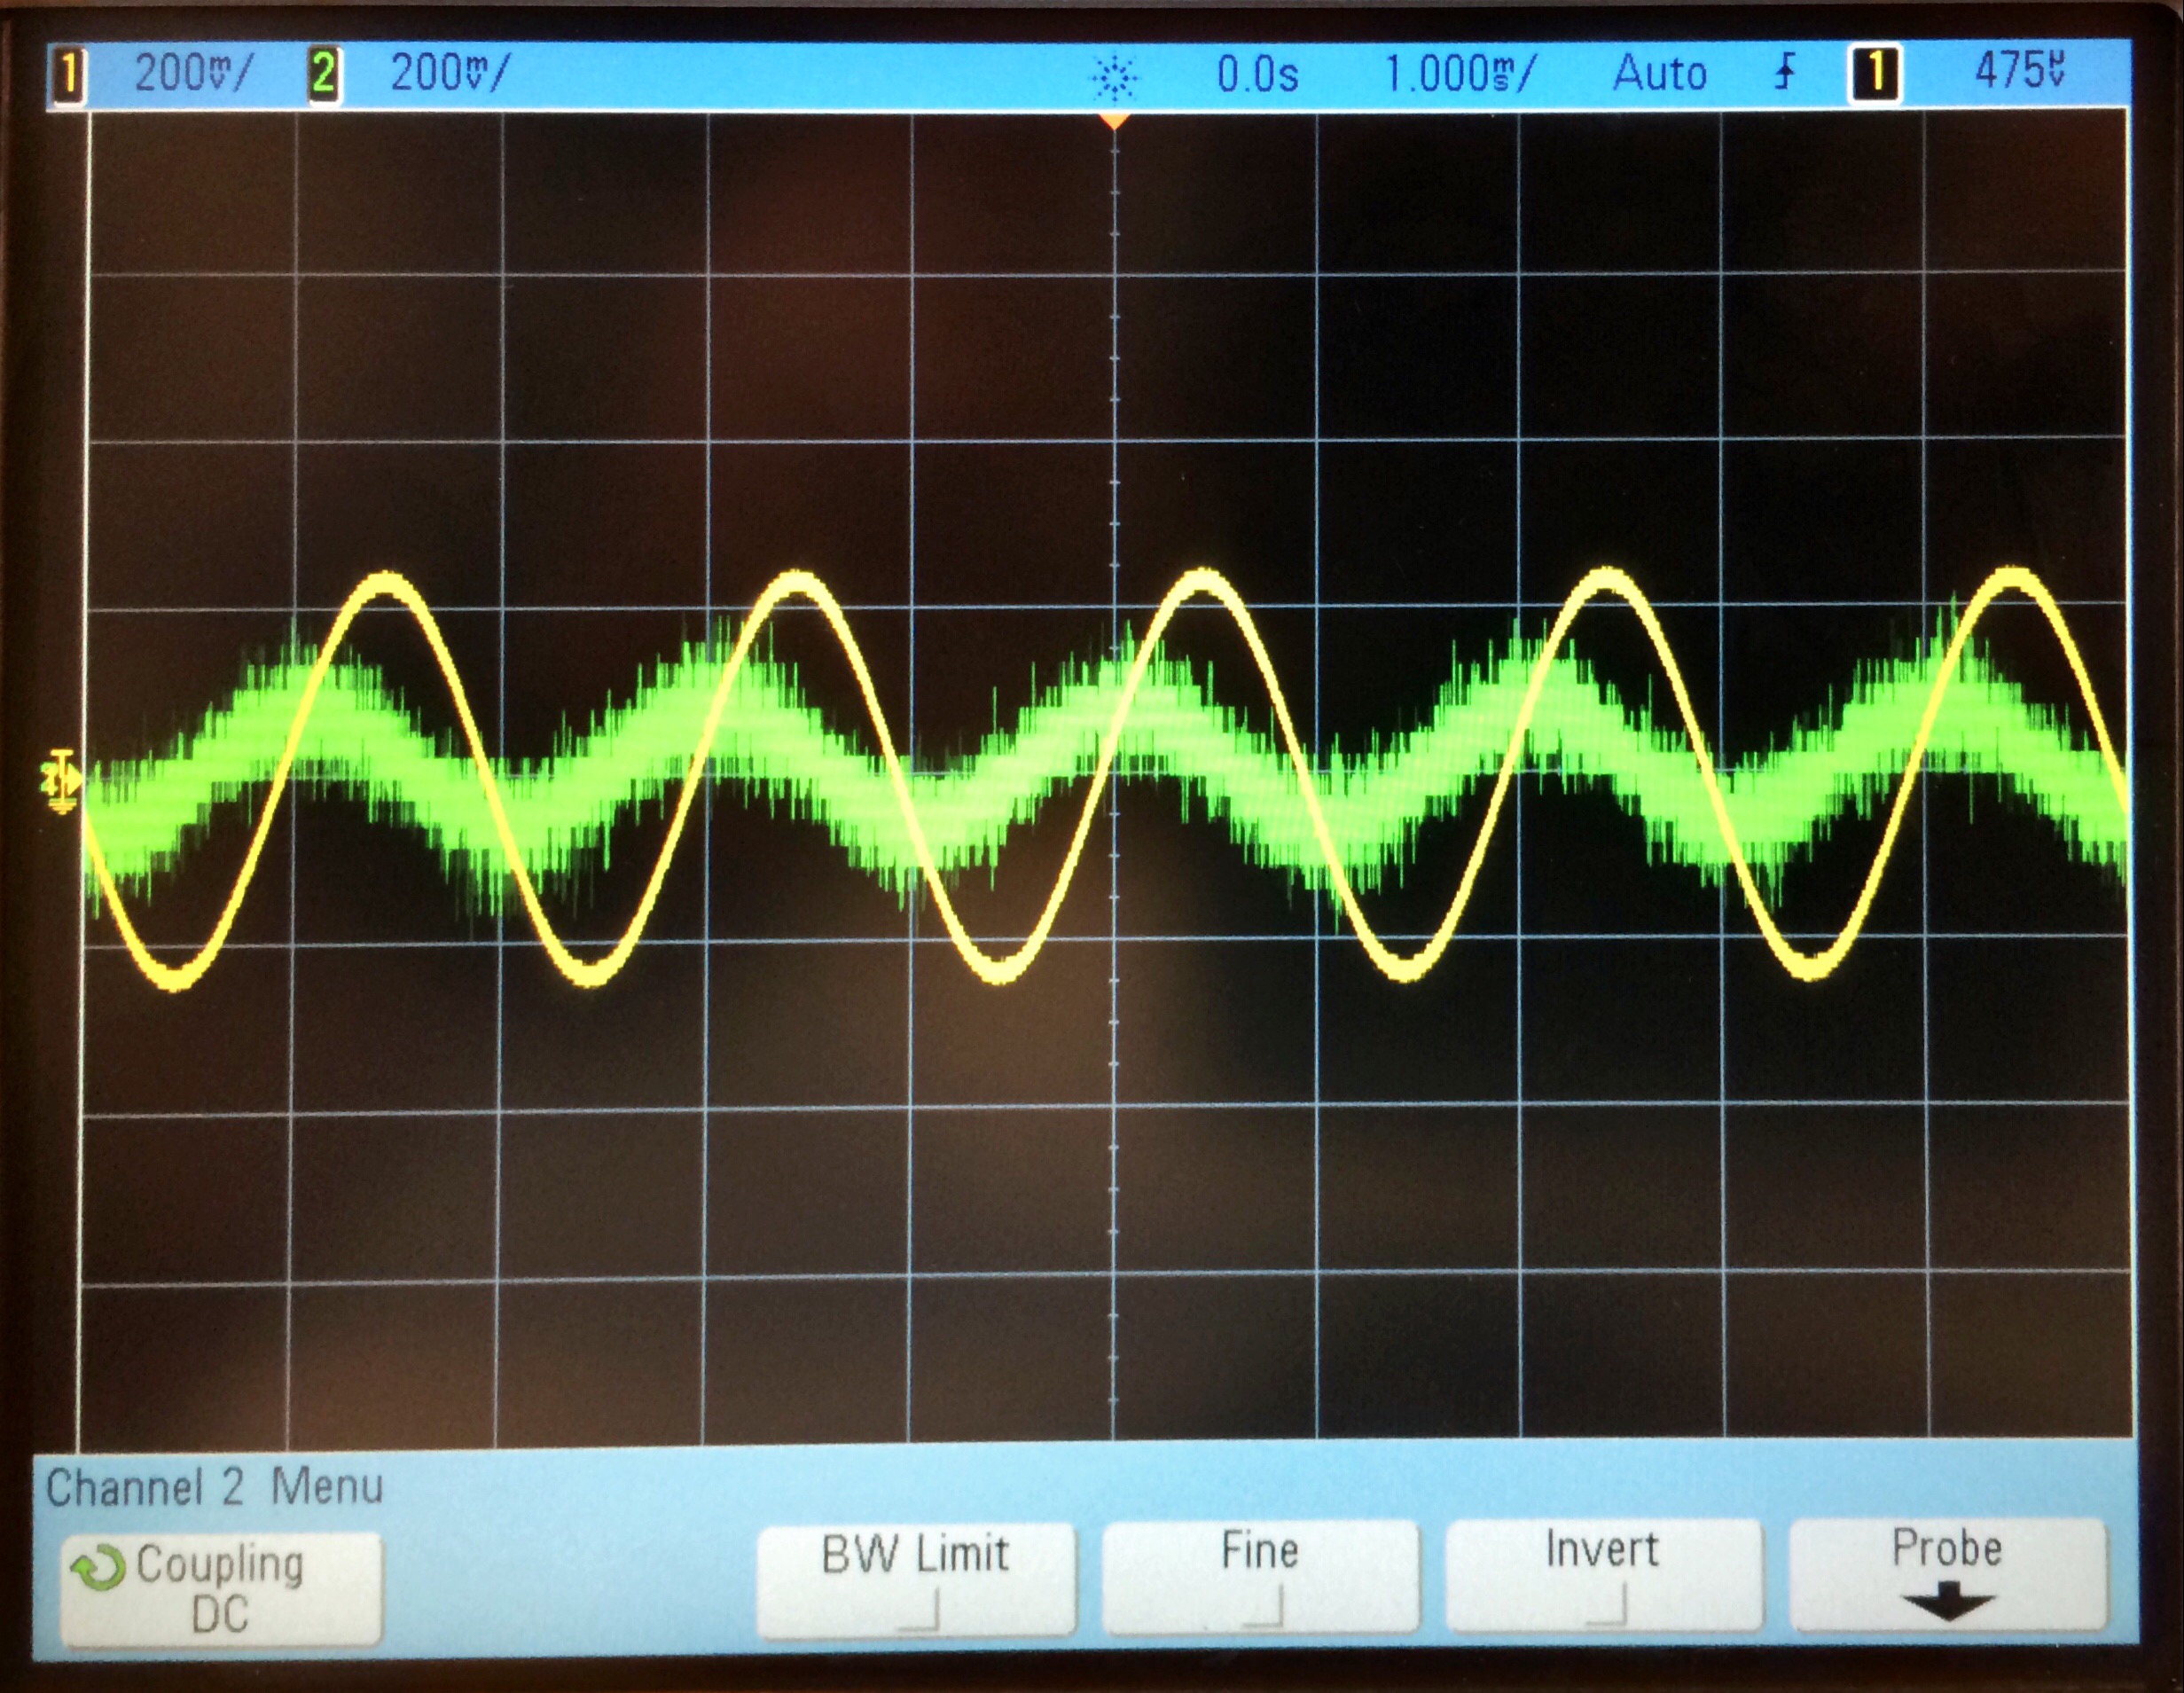 1 200mV/ 2 200mV/ 0.0s 1.000ms/ Auto 1 475µV
Channel 2 Menu
Coupling BW Limit Fine Invert Probe
DC